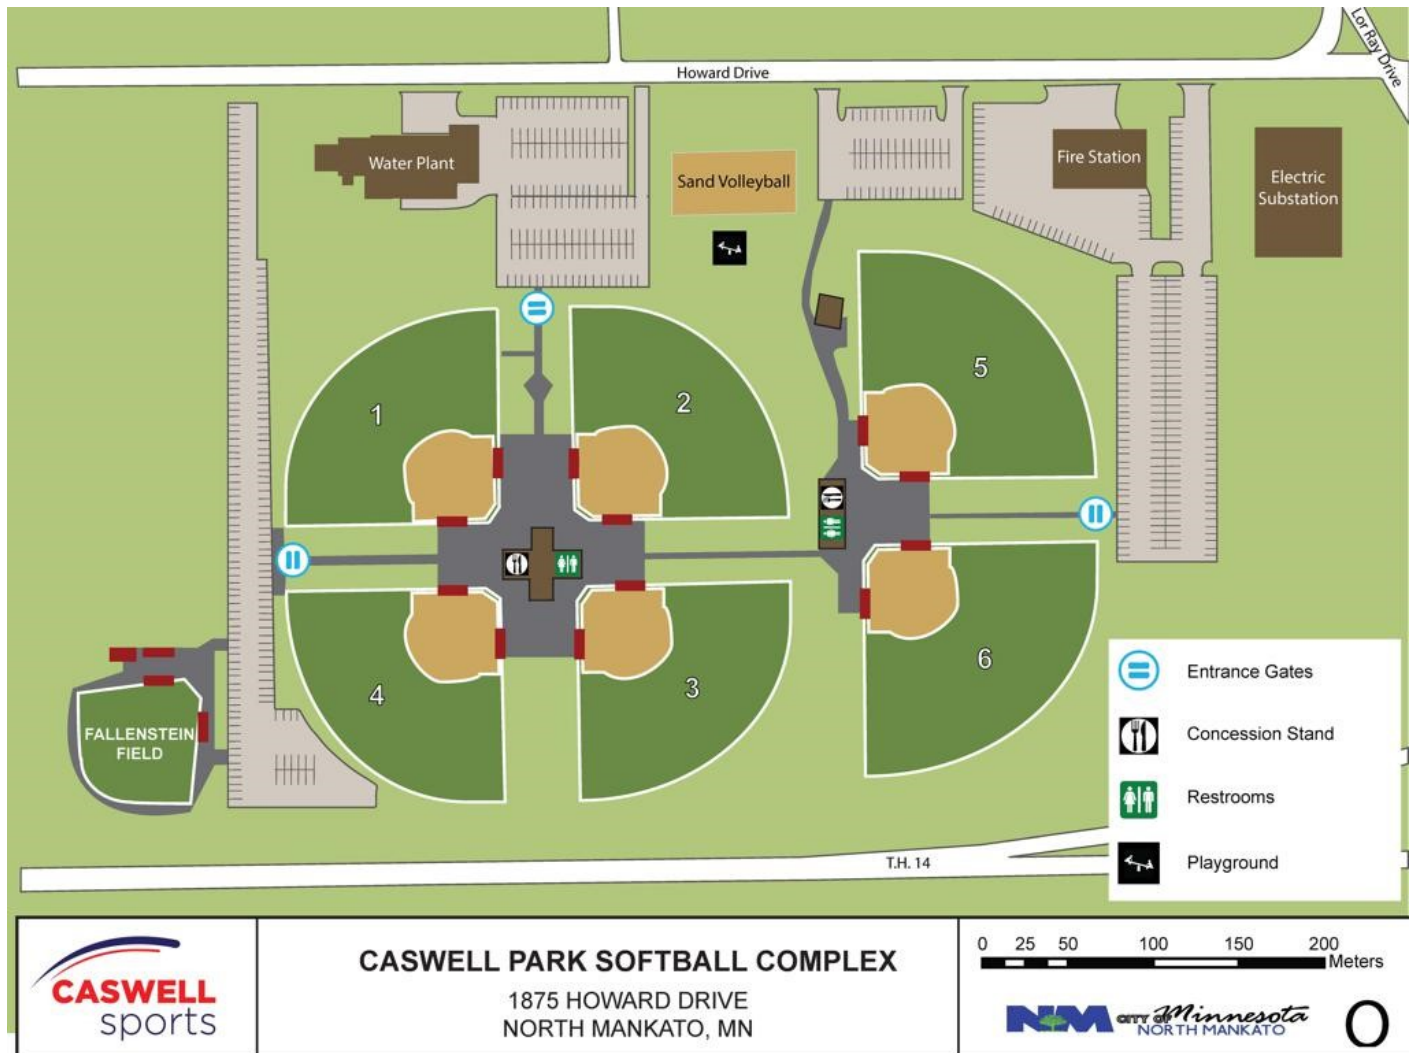 Lor Ray Drive
Howard Drive
Water Plant
Sand Volleyball
Fire Station
Electric
Substation
1
2
5
4
3
6
FALLENSTEIN
FIELD
T.H. 14
Entrance Gates
Concession Stand
Restrooms
Playground
CASWELL
sports
CASWELL PARK SOFTBALL COMPLEX
1875 HOWARD DRIVE
NORTH MANKATO, MN
0 25 50 100 150 200
Meters
NM CITY OF Minnesota
NORTH MANKATO
O